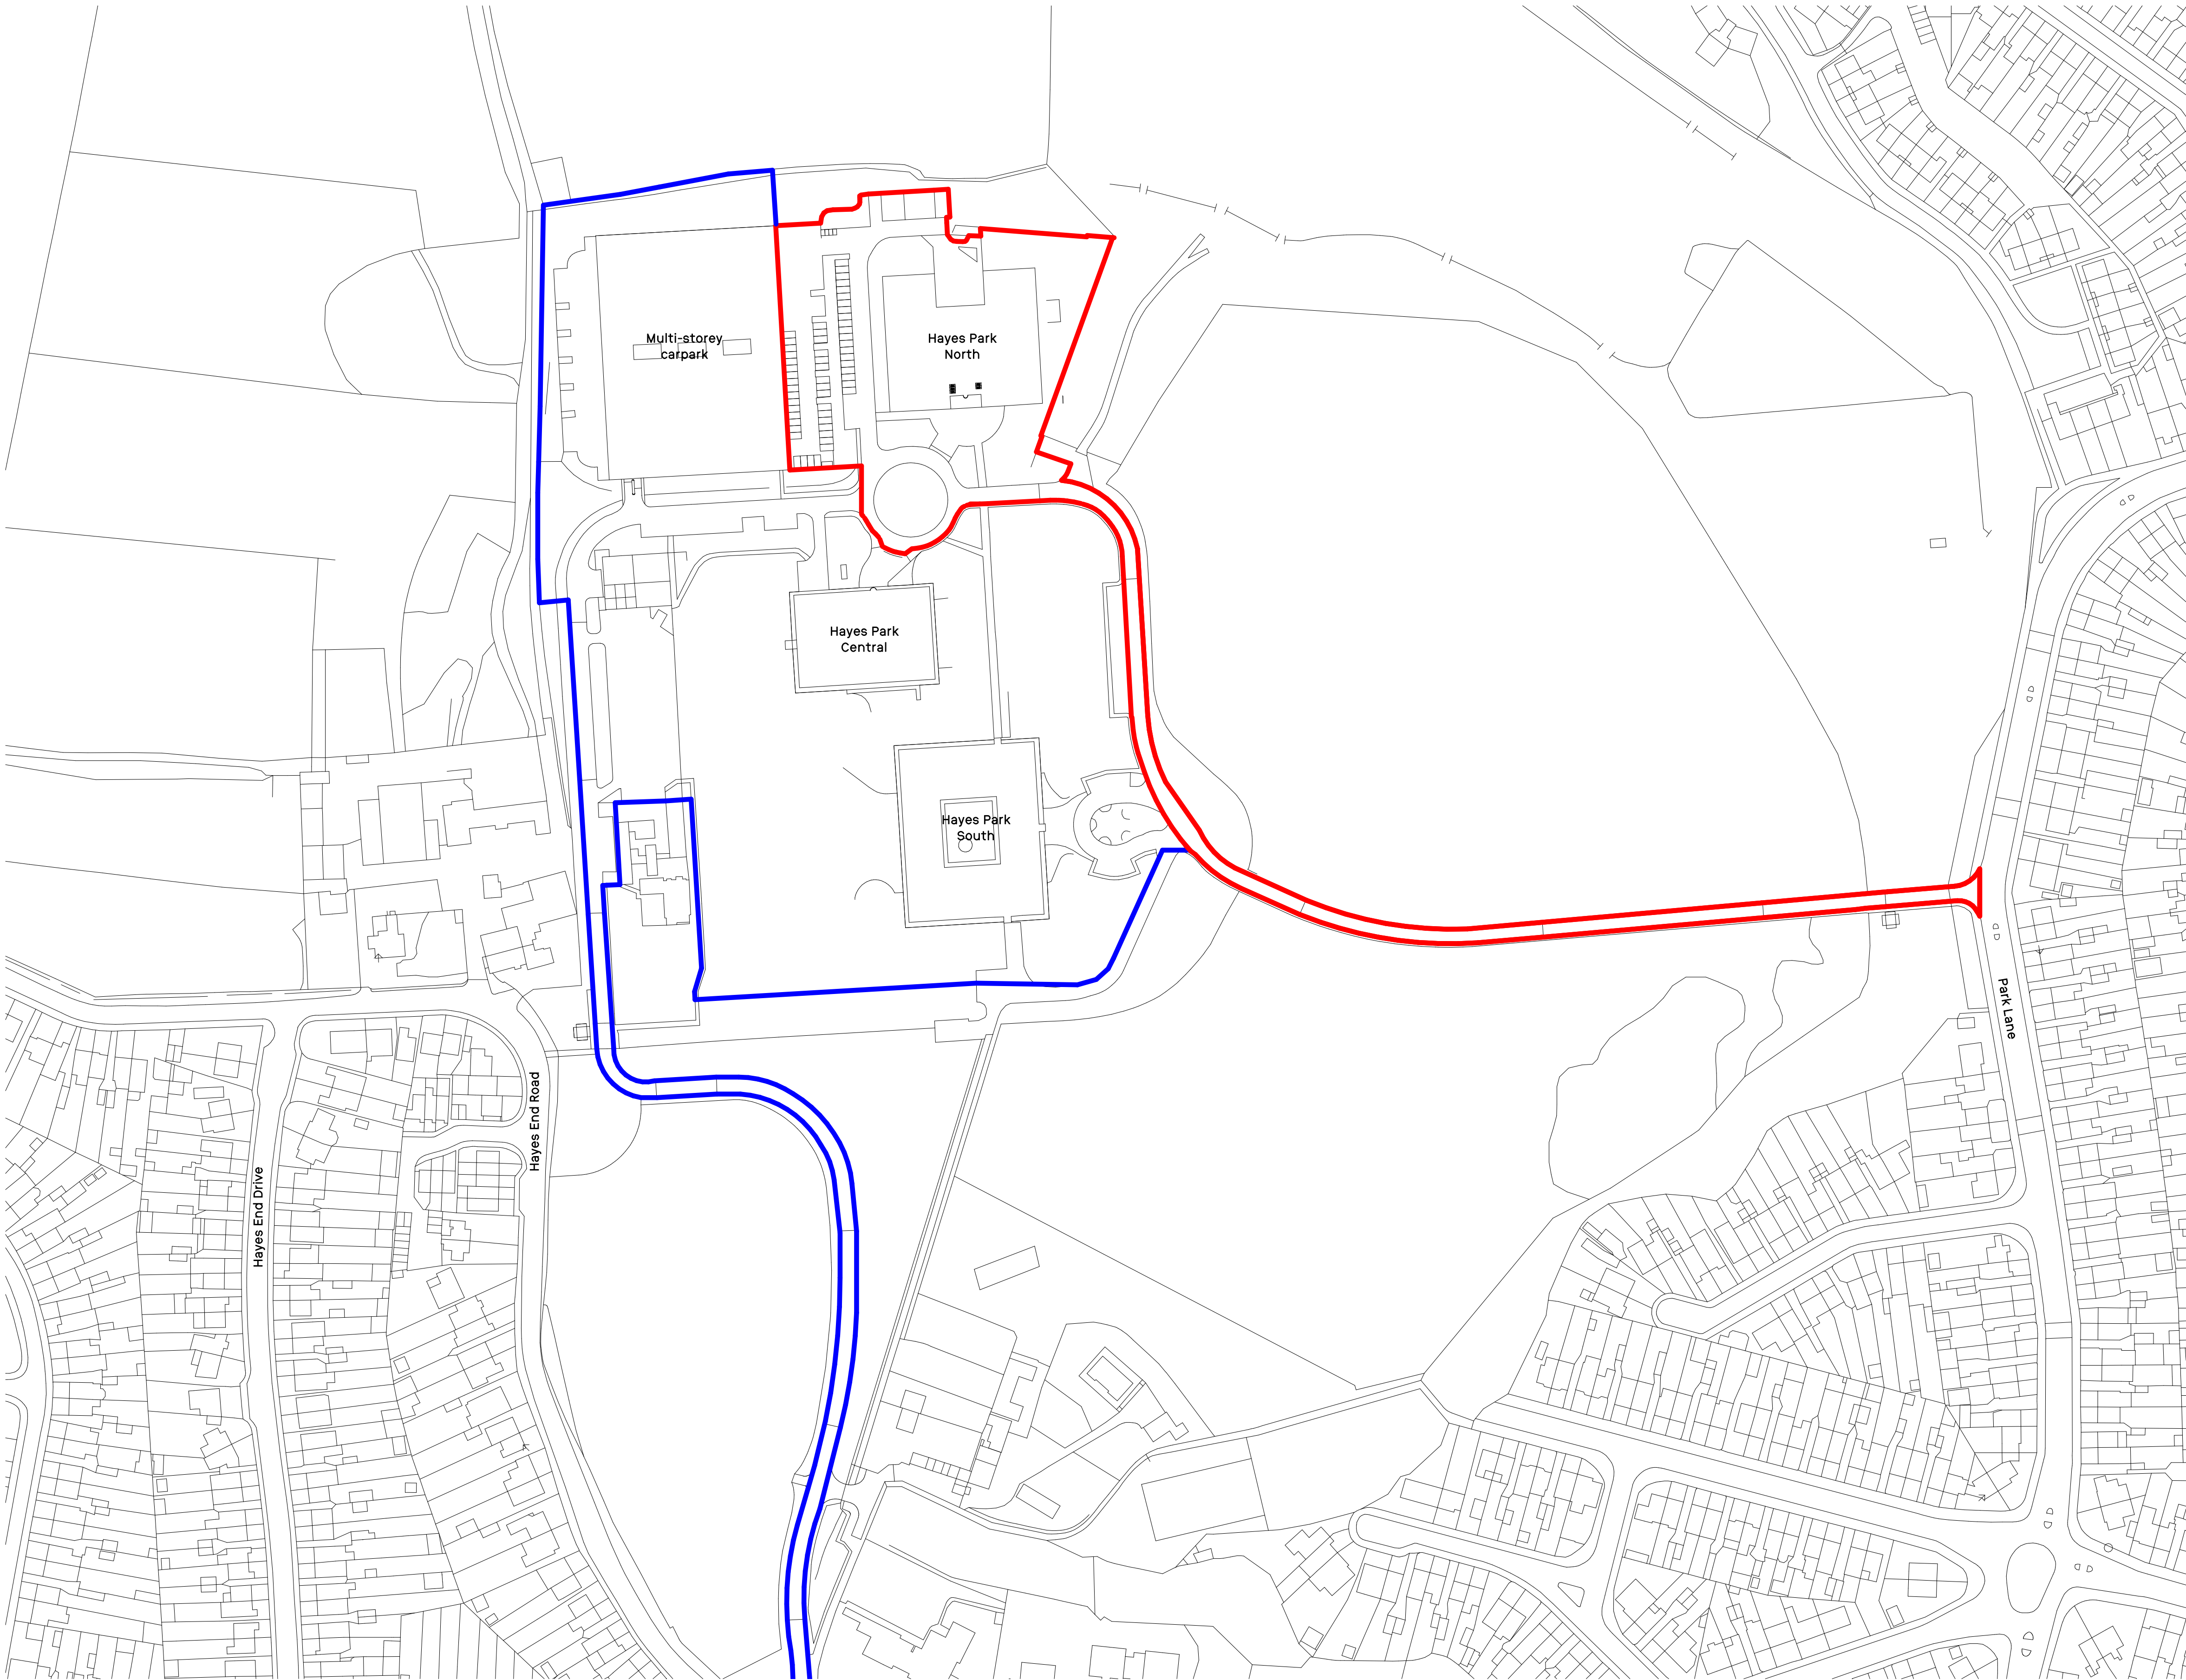 Multi-storey
carpark
Hayes Park
North
Hayes Park
Central
Hayes Park
South
Park Lane
Hayes End Road
Hayes End Drive